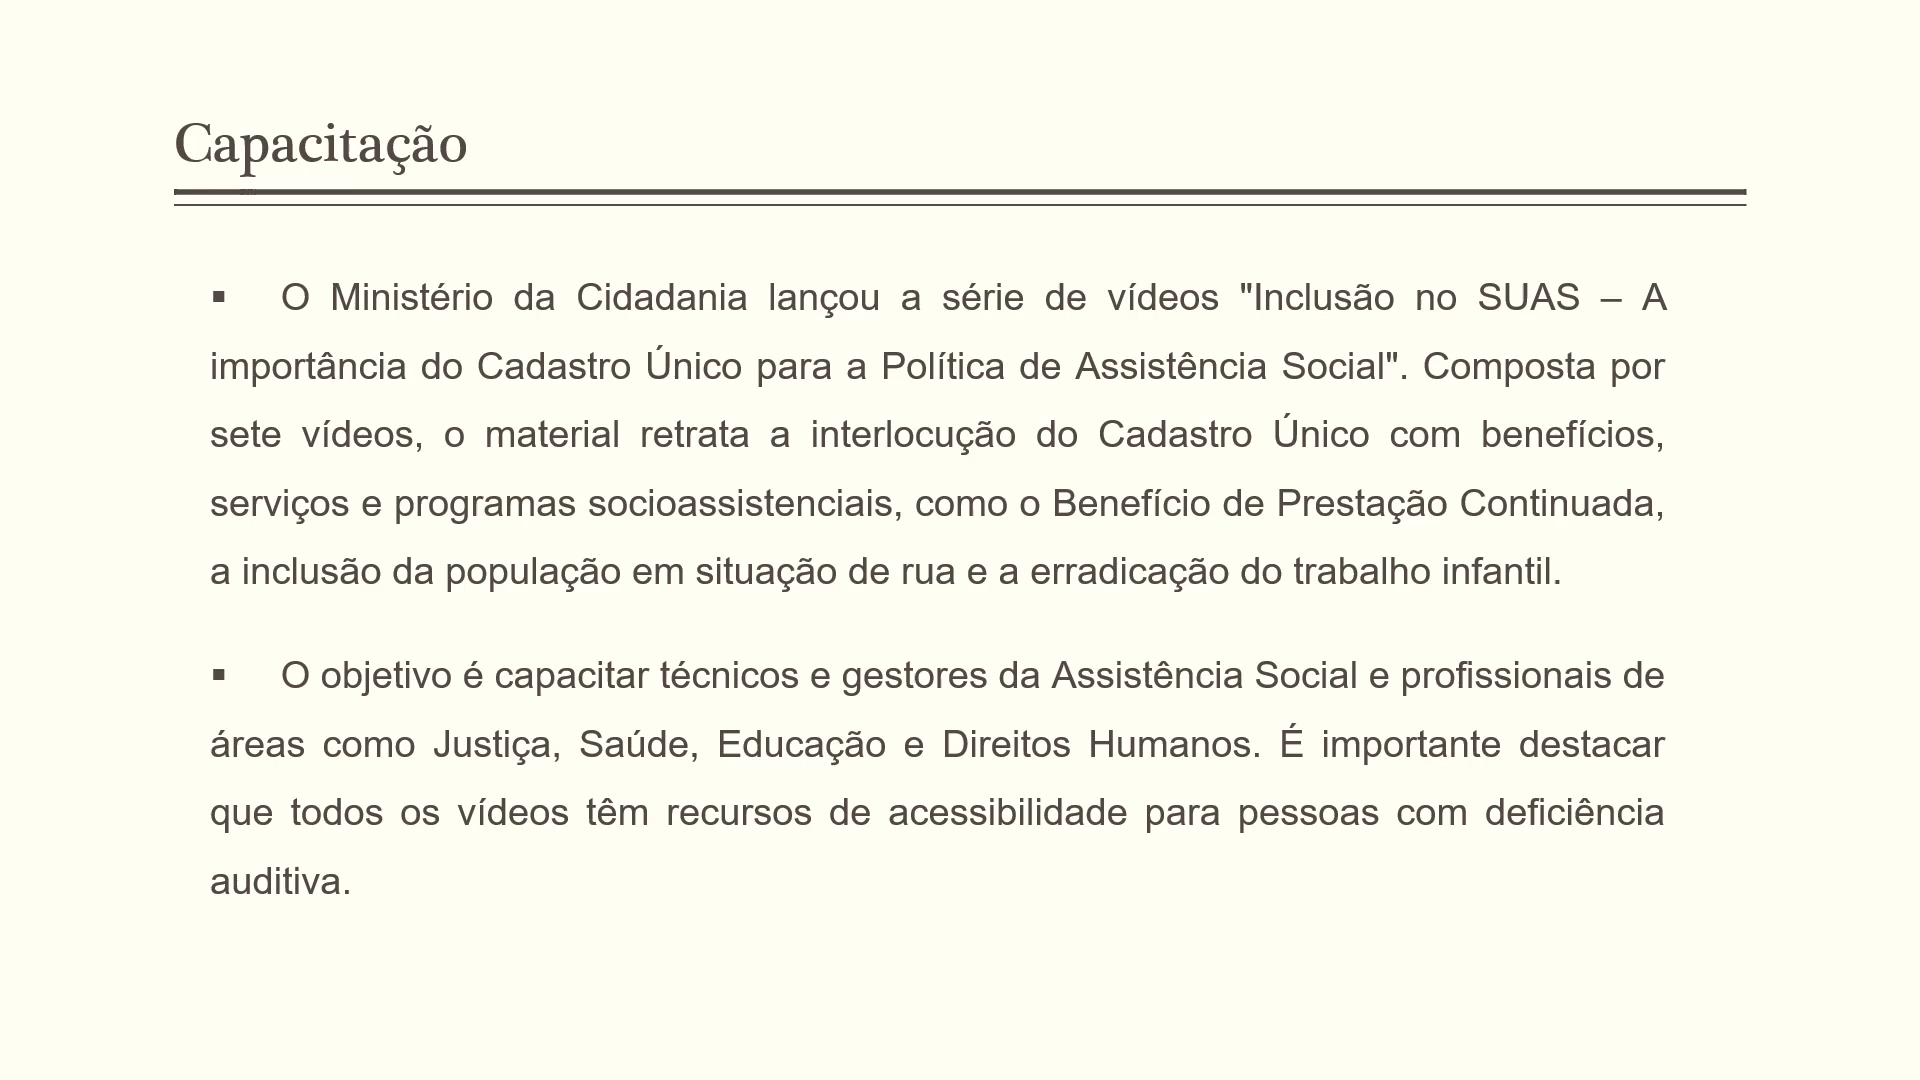 Capacitação
▪ O Ministério da Cidadania lançou a série de vídeos "Inclusão no SUAS – A
importância do Cadastro Único para a Política de Assistência Social". Composta por
sete vídeos, o material retrata a interlocução do Cadastro Único com benefícios,
serviços e programas socioassistenciais, como o Benefício de Prestação Continuada,
a inclusão da população em situação de rua e a erradicação do trabalho infantil.
▪ O objetivo é capacitar técnicos e gestores da Assistência Social e profissionais de
áreas como Justiça, Saúde, Educação e Direitos Humanos. É importante destacar
que todos os vídeos têm recursos de acessibilidade para pessoas com deficiência
auditiva.